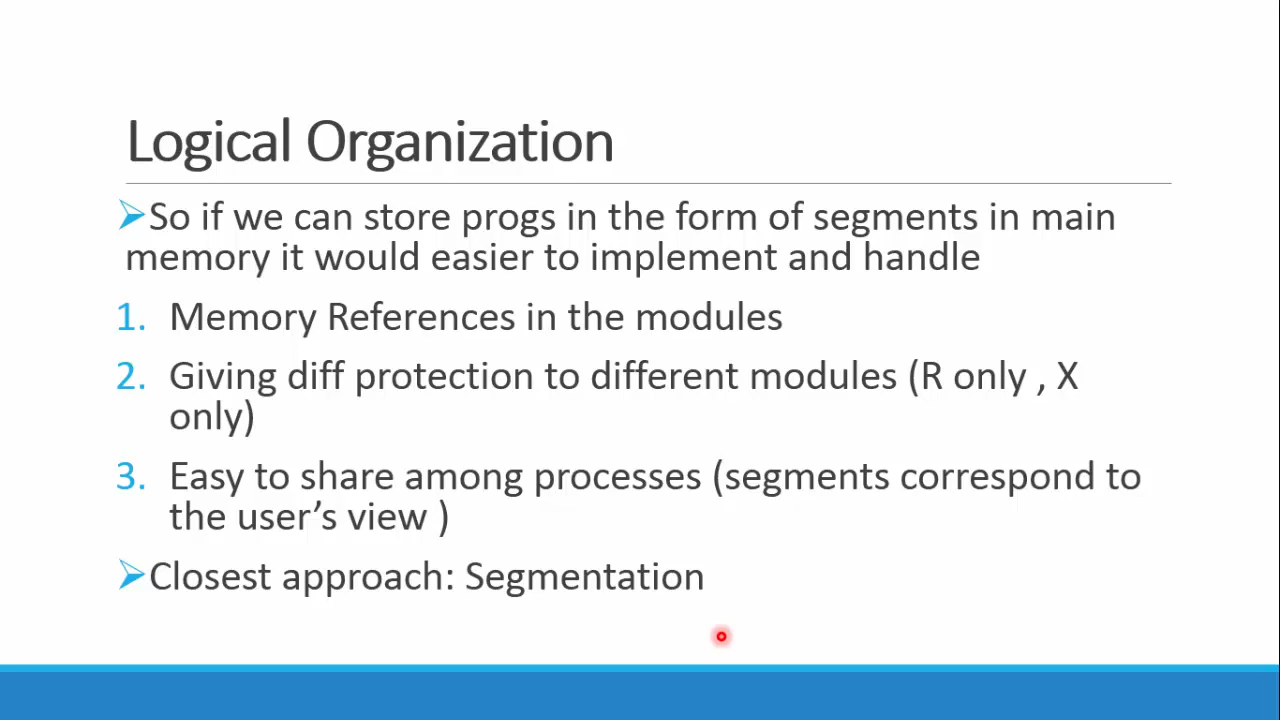 Logical Organization
➢So if we can store progs in the form of segments in main
memory it would easier to implement and handle
1. Memory References in the modules
2. Giving diff protection to different modules (R only , X
only)
3. Easy to share among processes (segments correspond to
the user’s view )
➢Closest approach: Segmentation